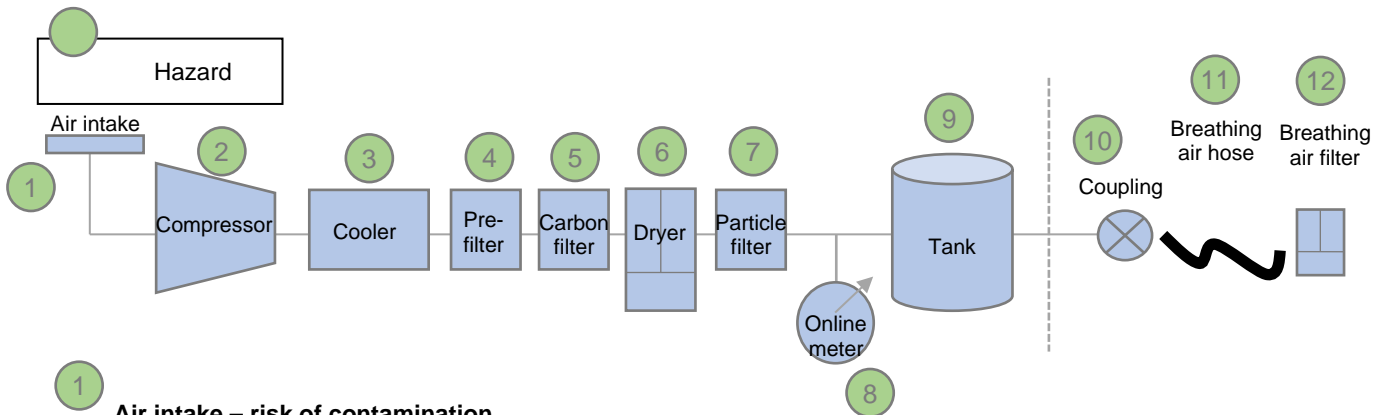 Hazard
11
12
Air intake
9
2
3
4
5
6
7
10
Breathing
air hose
Breathing
air filter
1
Coupling
Compressor
Cooler
Pre-
filter
Carbon
filter
Dryer
Particle
filter
Tank
Online
meter
8
1
Air intake – risk of contamination